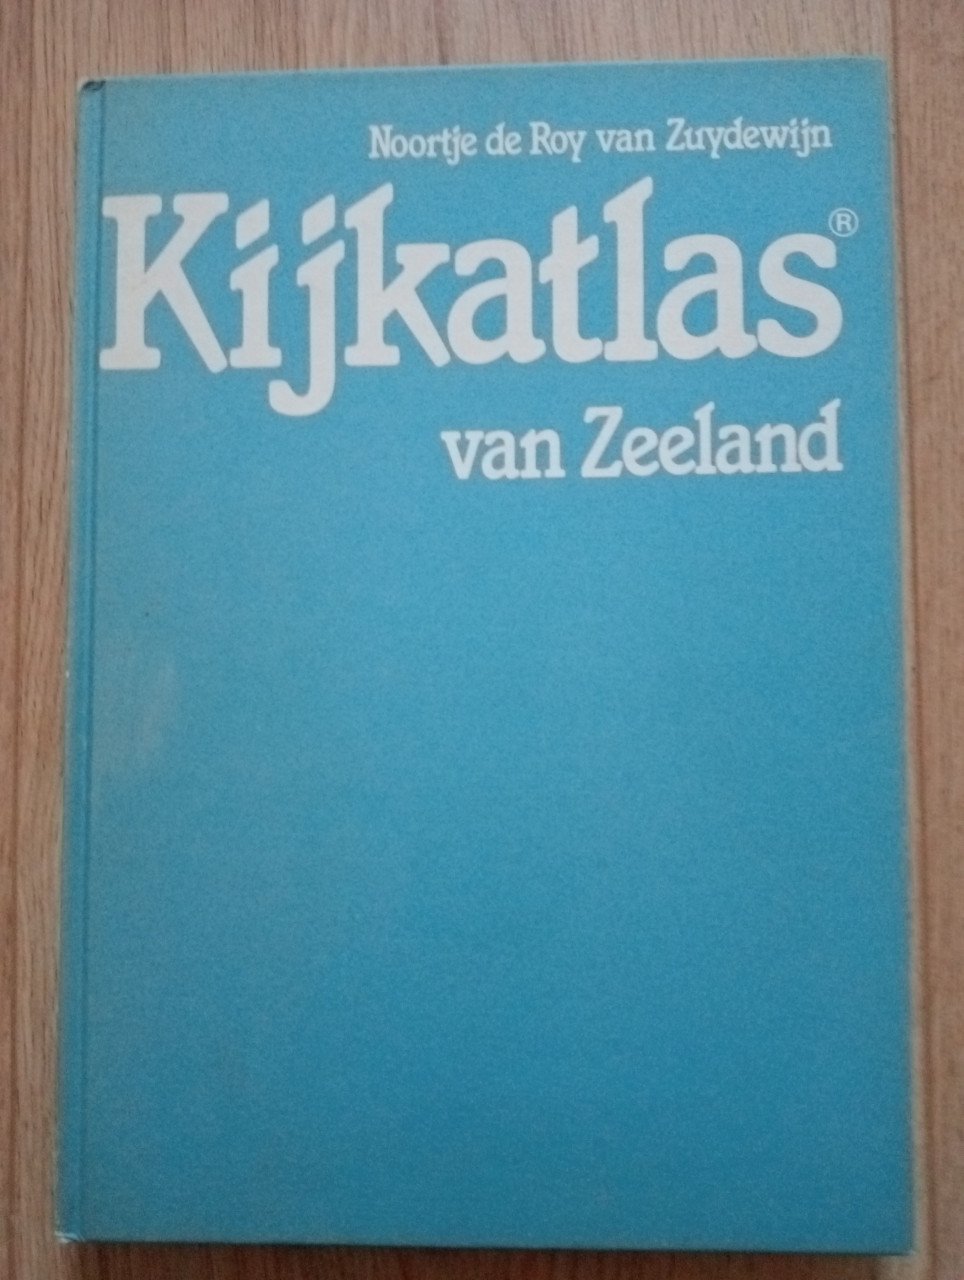 Noortje de Roy van Zuydewijn
Kijkatlas®
van Zeeland